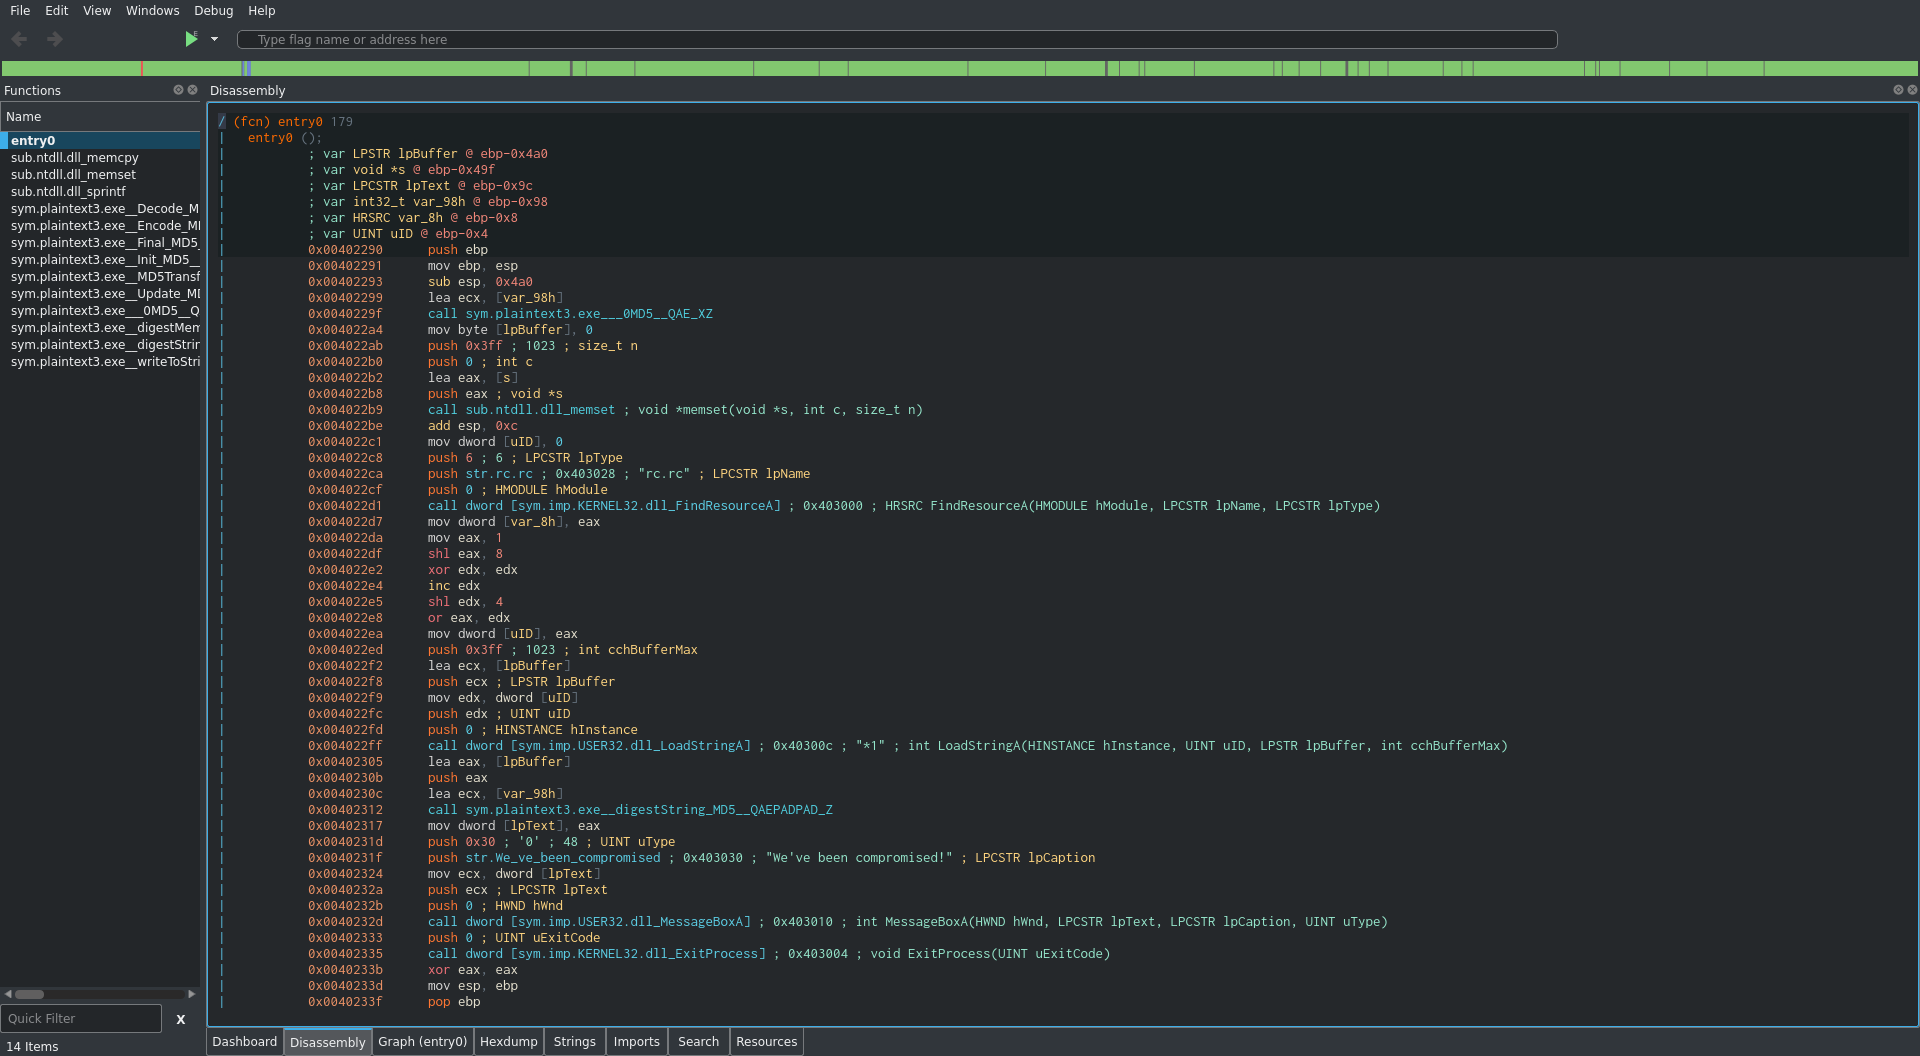 File Edit View Windows Debug Help
Type flag name or address here
Functions
Disassembly
Name
entry0
sub.ntdll.dll_memcpy
sub.ntdll.dll_memset
sub.ntdll.dll_sprintf
sym.plaintext3.exe__Decode_M
sym.plaintext3.exe__Encode_M
sym.plaintext3.exe__Final_MD5_
sym.plaintext3.exe__Init_MD5__
sym.plaintext3.exe__MD5Transf
sym.plaintext3.exe__Update_MD
sym.plaintext3.exe___0MD5__Q
sym.plaintext3.exe__digestMem
sym.plaintext3.exe__digestStrin
sym.plaintext3.exe__writeToStri
Quick Filter X
14 Items
/ (fcn) entry0 179
| entry0 ();
| ; var LPSTR lpBuffer @ ebp-0x4a0
| ; var void *s @ ebp-0x49f
| ; var LPCSTR lpText @ ebp-0x9c
| ; var int32_t var_98h @ ebp-0x98
| ; var HRSRC var_8h @ ebp-0x8
| ; var UINT uID @ ebp-0x4
| 0x00402290 push ebp
| 0x00402291 mov ebp, esp
| 0x00402293 sub esp, 0x4a0
| 0x00402299 lea ecx, [var_98h]
| 0x0040229f call sym.plaintext3.exe___0MD5__QAE_XZ
| 0x004022a4 mov byte [lpBuffer], 0
| 0x004022ab push 0x3ff ; 1023 ; size_t n
| 0x004022b0 push 0 ; int c
| 0x004022b2 lea eax, [s]
| 0x004022b8 push eax ; void *s
| 0x004022b9 call sub.ntdll.dll_memset ; void *memset(void *s, int c, size_t n)
| 0x004022be add esp, 0xc
| 0x004022c1 mov dword [uID], 0
| 0x004022c8 push 6 ; 6 ; LPCSTR lpType
| 0x004022ca push str.rc.rc ; 0x403028 ; "rc.rc" ; LPCSTR lpName
| 0x004022cf push 0 ; HMODULE hModule
| 0x004022d1 call dword [sym.imp.KERNEL32.dll_FindResourceA] ; 0x403000 ; HRSRC FindResourceA(HMODULE hModule, LPCSTR lpName, LPCSTR lpType)
| 0x004022d7 mov dword [var_8h], eax
| 0x004022da mov eax, 1
| 0x004022df shl eax, 8
| 0x004022e2 xor edx, edx
| 0x004022e4 inc edx
| 0x004022e5 shl edx, 4
| 0x004022e8 or eax, edx
| 0x004022ea mov dword [uID], eax
| 0x004022ed push 0x3ff ; 1023 ; int cchBufferMax
| 0x004022f2 lea ecx, [lpBuffer]
| 0x004022f8 push ecx ; LPSTR lpBuffer
| 0x004022f9 mov edx, dword [uID]
| 0x004022fc push edx ; UINT uID
| 0x004022fd push 0 ; HINSTANCE hInstance
| 0x004022ff call dword [sym.imp.USER32.dll_LoadStringA] ; 0x40300c ; "*1" ; int LoadStringA(HINSTANCE hInstance, UINT uID, LPSTR lpBuffer, int cchBufferMax)
| 0x00402305 lea eax, [lpBuffer]
| 0x0040230b push eax
| 0x0040230c lea ecx, [var_98h]
| 0x00402312 call sym.plaintext3.exe__digestString_MD5__QAEPADPAD_Z
| 0x00402317 mov dword [lpText], eax
| 0x0040231d push 0x30 ; '0' ; 48 ; UINT uType
| 0x0040231f push str.We_ve_been_compromised ; 0x403030 ; "We've been compromised!" ; LPCSTR lpCaption
| 0x00402324 mov ecx, dword [lpText]
| 0x0040232a push ecx ; LPCSTR lpText
| 0x0040232b push 0 ; HWND hWnd
| 0x0040232d call dword [sym.imp.USER32.dll_MessageBoxA] ; 0x403010 ; int MessageBoxA(HWND hWnd, LPCSTR lpText, LPCSTR lpCaption, UINT uType)
| 0x00402333 push 0 ; UINT uExitCode
| 0x00402335 call dword [sym.imp.KERNEL32.dll_ExitProcess] ; 0x403004 ; void ExitProcess(UINT uExitCode)
| 0x0040233b xor eax, eax
| 0x0040233d mov esp, ebp
| 0x0040233f pop ebp
Dashboard Disassembly Graph (entry0) Hexdump Strings Imports Search Resources